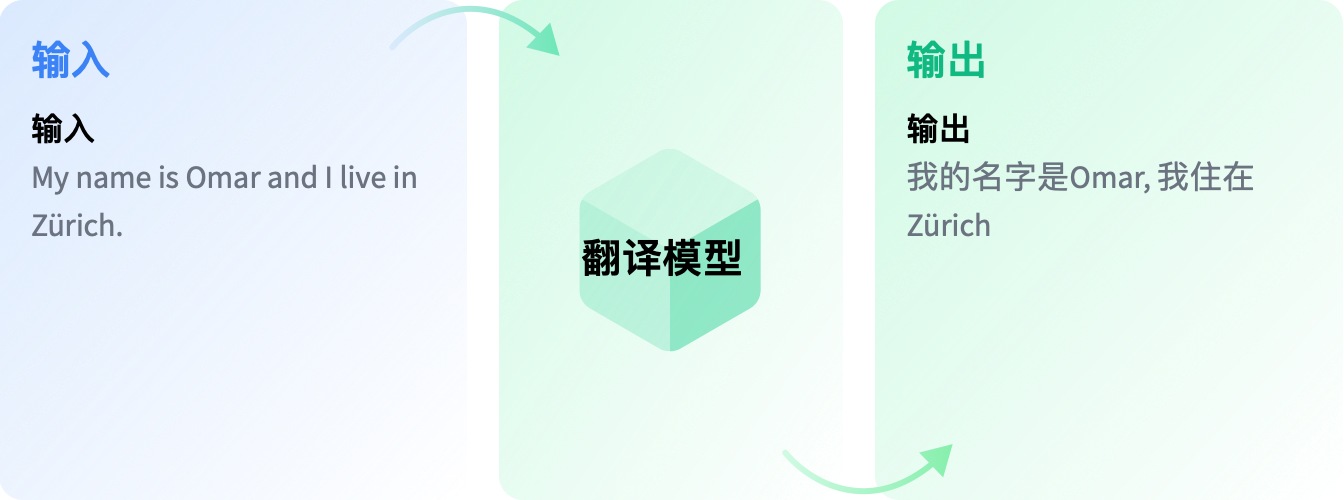 输入
输入
My name is Omar and I live in
Zürich.
翻译模型
输出
输出
我的名字是Omar, 我住在
Zürich